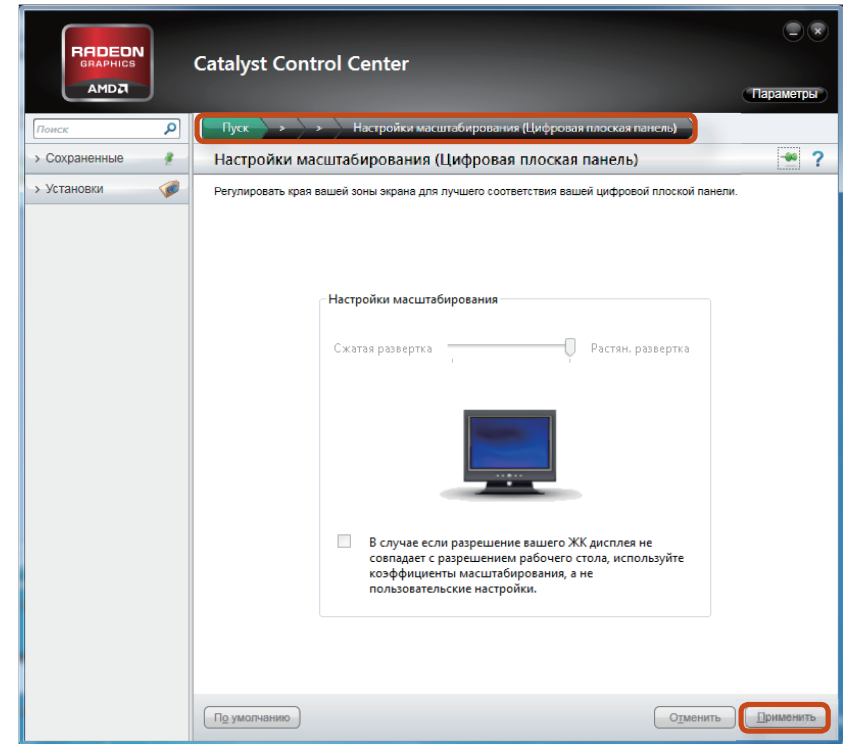 RADEON
GRAPHICS
AMD
Catalyst Control Center
Параметры
Поиск
Пуск > > Настройки масштабирования (Цифровая плоская панель)
> Сохраненные
Настройки масштабирования (Цифровая плоская панель) ?
> Установки
Регулировать края вашей зоны экрана для лучшего соответствия вашей цифровой плоской панели.
Настройки масштабирования
Сжатая развертка
Растян. развертка
В случае если разрешение вашего ЖК дисплея не
совпадает с разрешением рабочего стола, используйте
коэффициенты масштабирования, а не
пользовательские настройки.
По умолчанию
Отменить
Применить